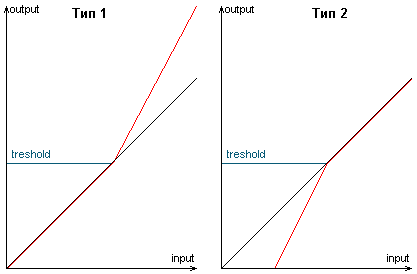 output
Тип 1
treshold
input
output
Тип 2
treshold
input